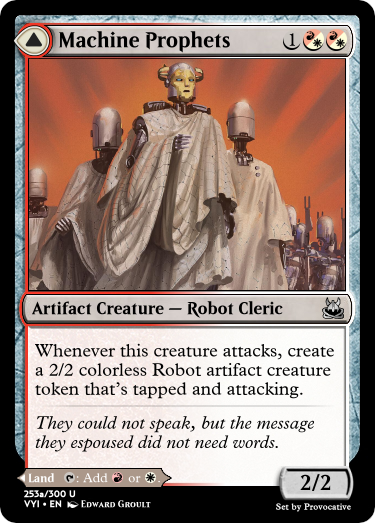 Machine Prophets 1
Artifact Creature — Robot Cleric
Whenever this creature attacks, create
a 2/2 colorless Robot artifact creature
token that's tapped and attacking.
They could not speak, but the message
they espoused did not need words.
Land : Add or .
2/2
253a/300 U
VYI • EN Edward Groult
Set by Provocative